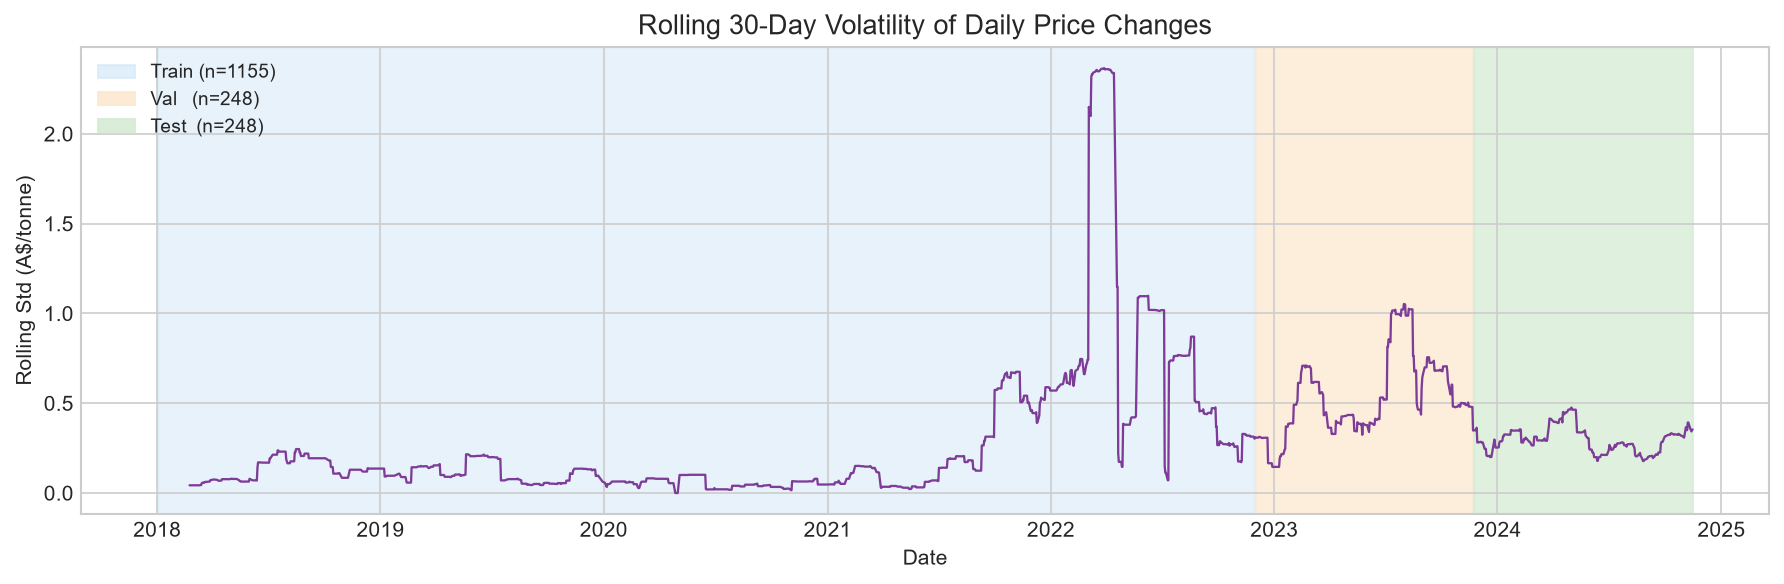 Rolling 30-Day Volatility of Daily Price Changes
Train (n=1155)
Val (n=248)
Test (n=248)
Rolling Std (A$/tonne)
2.0
1.5
1.0
0.5
0.0
2018 2019 2020 2021 2022 2023 2024 2025
Date